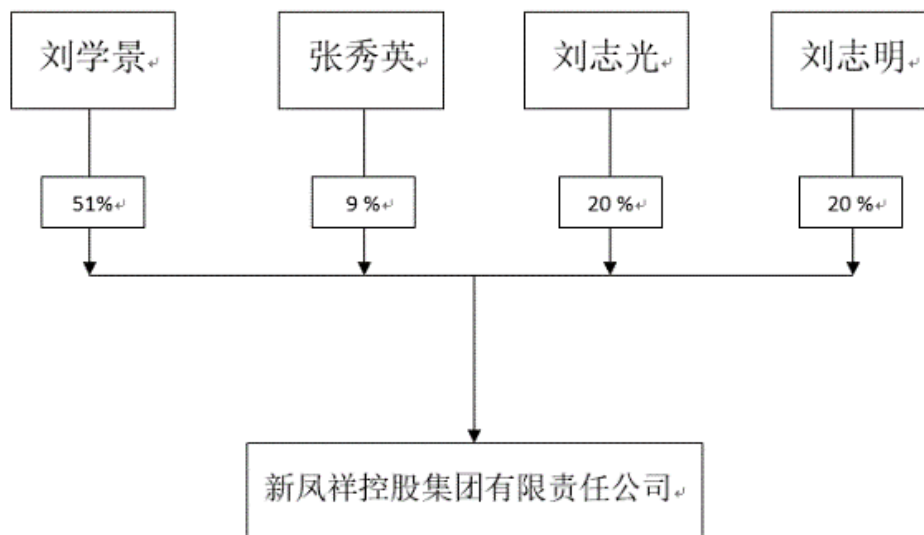 刘学景
张秀英
刘志光
刘志明
51%
9 %
20 %
20 %
新凤祥控股集团有限责任公司